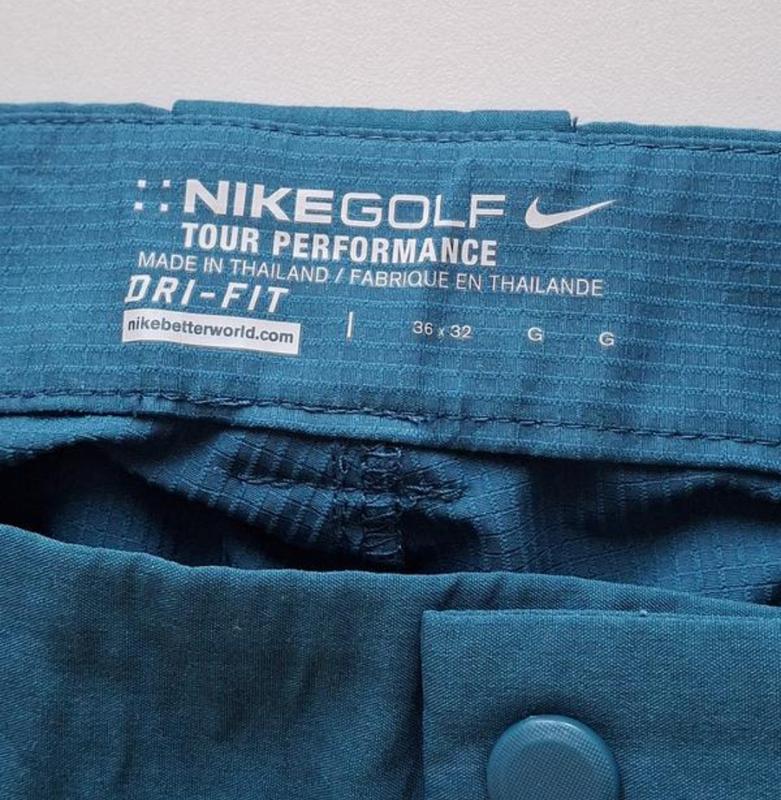 NIKEGOLF
TOUR PERFORMANCE
MADE IN THAILAND / FABRIQUE EN THAILANDE
DRI-FIT
nikebetterworld.com | 36 x 32 G G